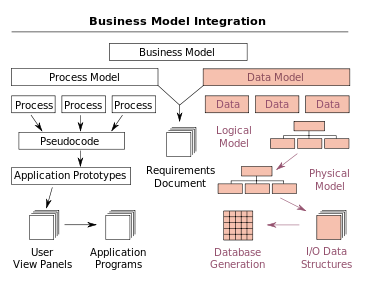 Business Model Integration
Business Model
Process Model
Data Model
Process
Process
Process
Data
Data
Data
Logical
Model
Pseudocode
Requirements
Document
Application Prototypes
Physical
Model
User
View Panels
Application
Programs
Database
Generation
I/O Data
Structures